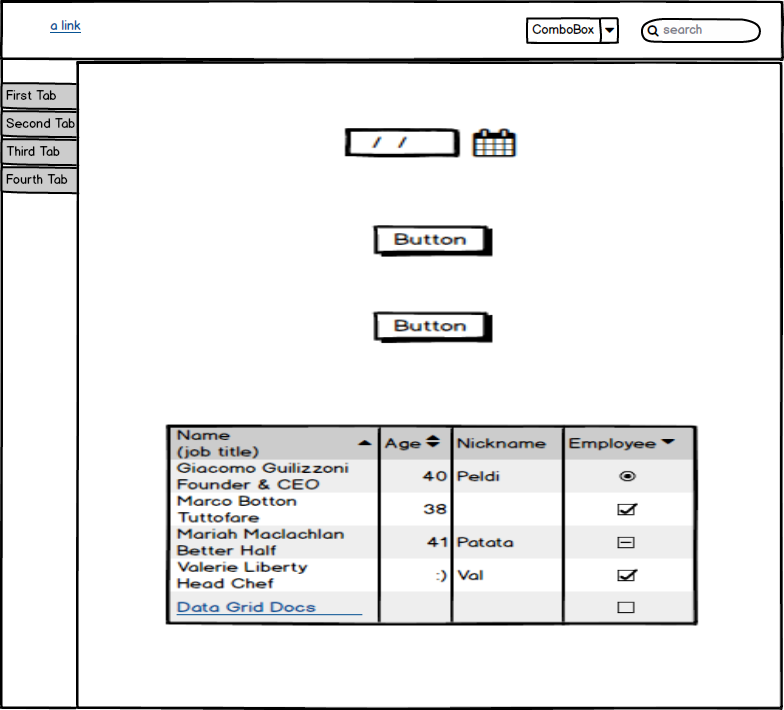 a link
ComboBox
search
First Tab
Second Tab
Third Tab
Fourth Tab
/ /
Button
Button
Name
(job title)
Age
Nickname
Employee
Giacomo Guilizzoni
Founder & CEO
40
Peldi
Marco Botton
Tuttofare
38
Mariah Maclachlan
Better Half
41
Patata
Valerie Liberty
Head Chef
:)
Val
Data Grid Docs